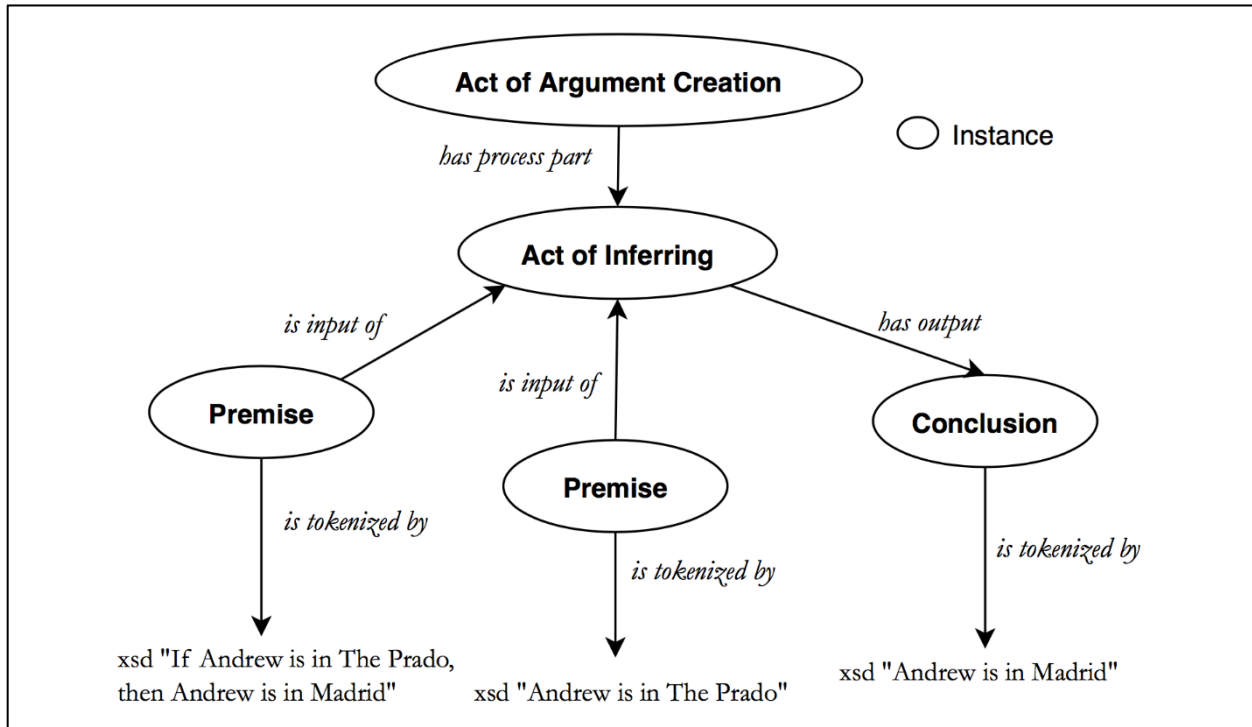 Act of Argument Creation
Instance
has process part
Act of Inferring
is input of
has output
is input of
Premise
Conclusion
Premise
is tokenized by
is tokenized by
is tokenized by
xsd "If Andrew is in The Prado,
then Andrew is in Madrid"
xsd "Andrew is in The Prado"
xsd "Andrew is in Madrid"